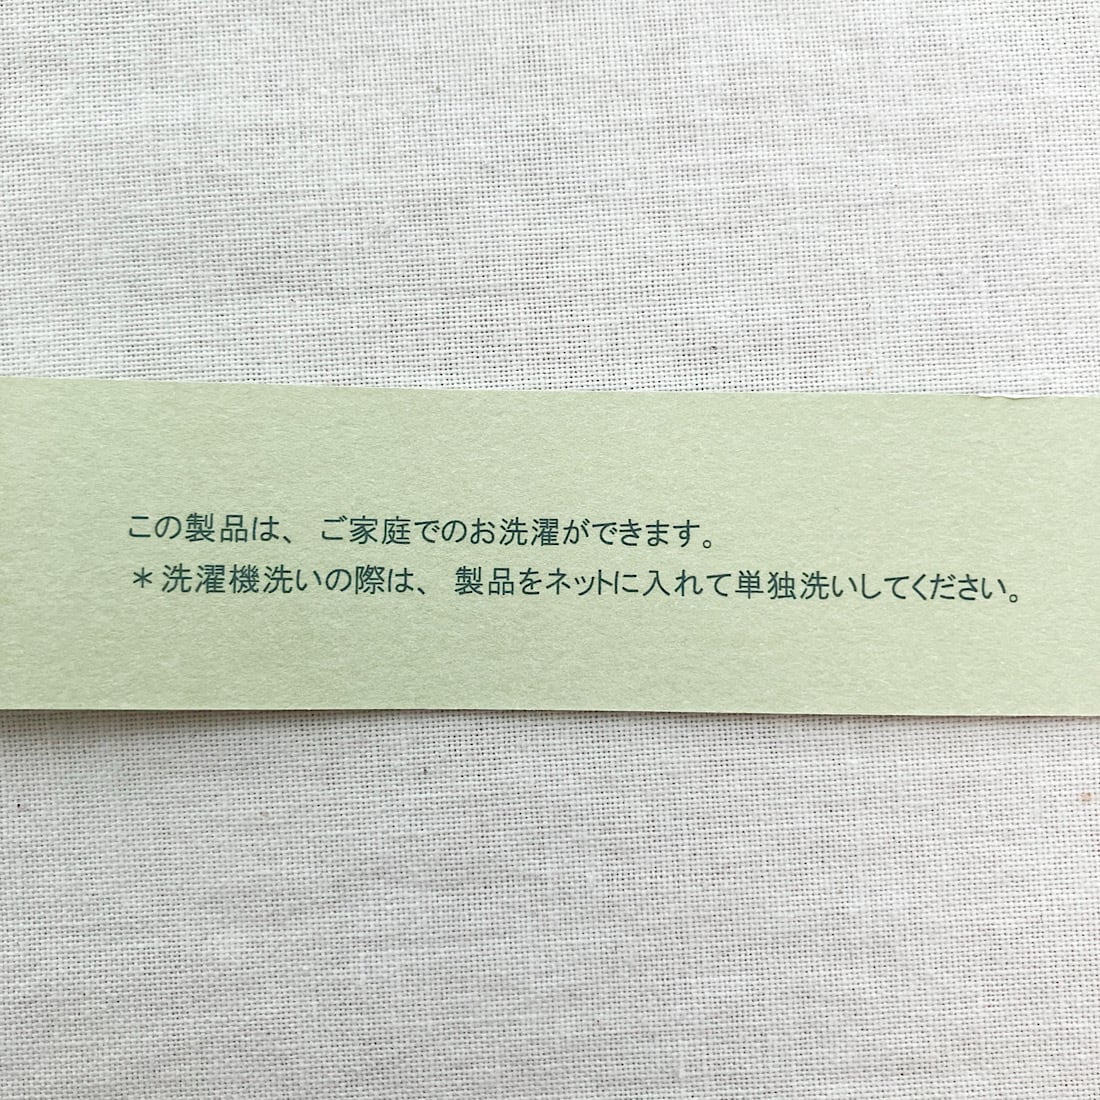 この製品は、ご家庭でのお洗濯ができます。
＊洗濯機洗いの際は、製品をネットに入れて単独洗いしてください。